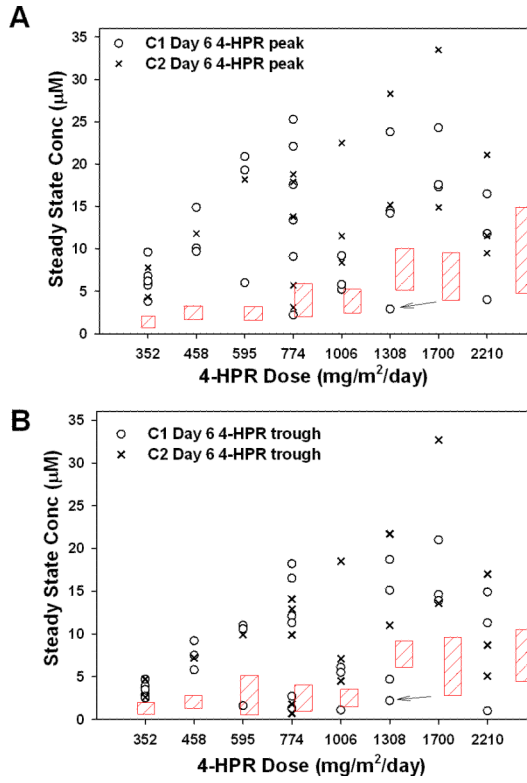 A
C1 Day 6 4-HPR peak
C2 Day 6 4-HPR peak
Steady State Conc (μM)
35
30
25
20
15
10
5
0
352 458 595 774 1006 1308 1700 2210
4-HPR Dose (mg/m²/day)
B
C1 Day 6 4-HPR trough
C2 Day 6 4-HPR trough
Steady State Conc (μM)
35
30
25
20
15
10
5
0
352 458 595 774 1006 1308 1700 2210
4-HPR Dose (mg/m²/day)